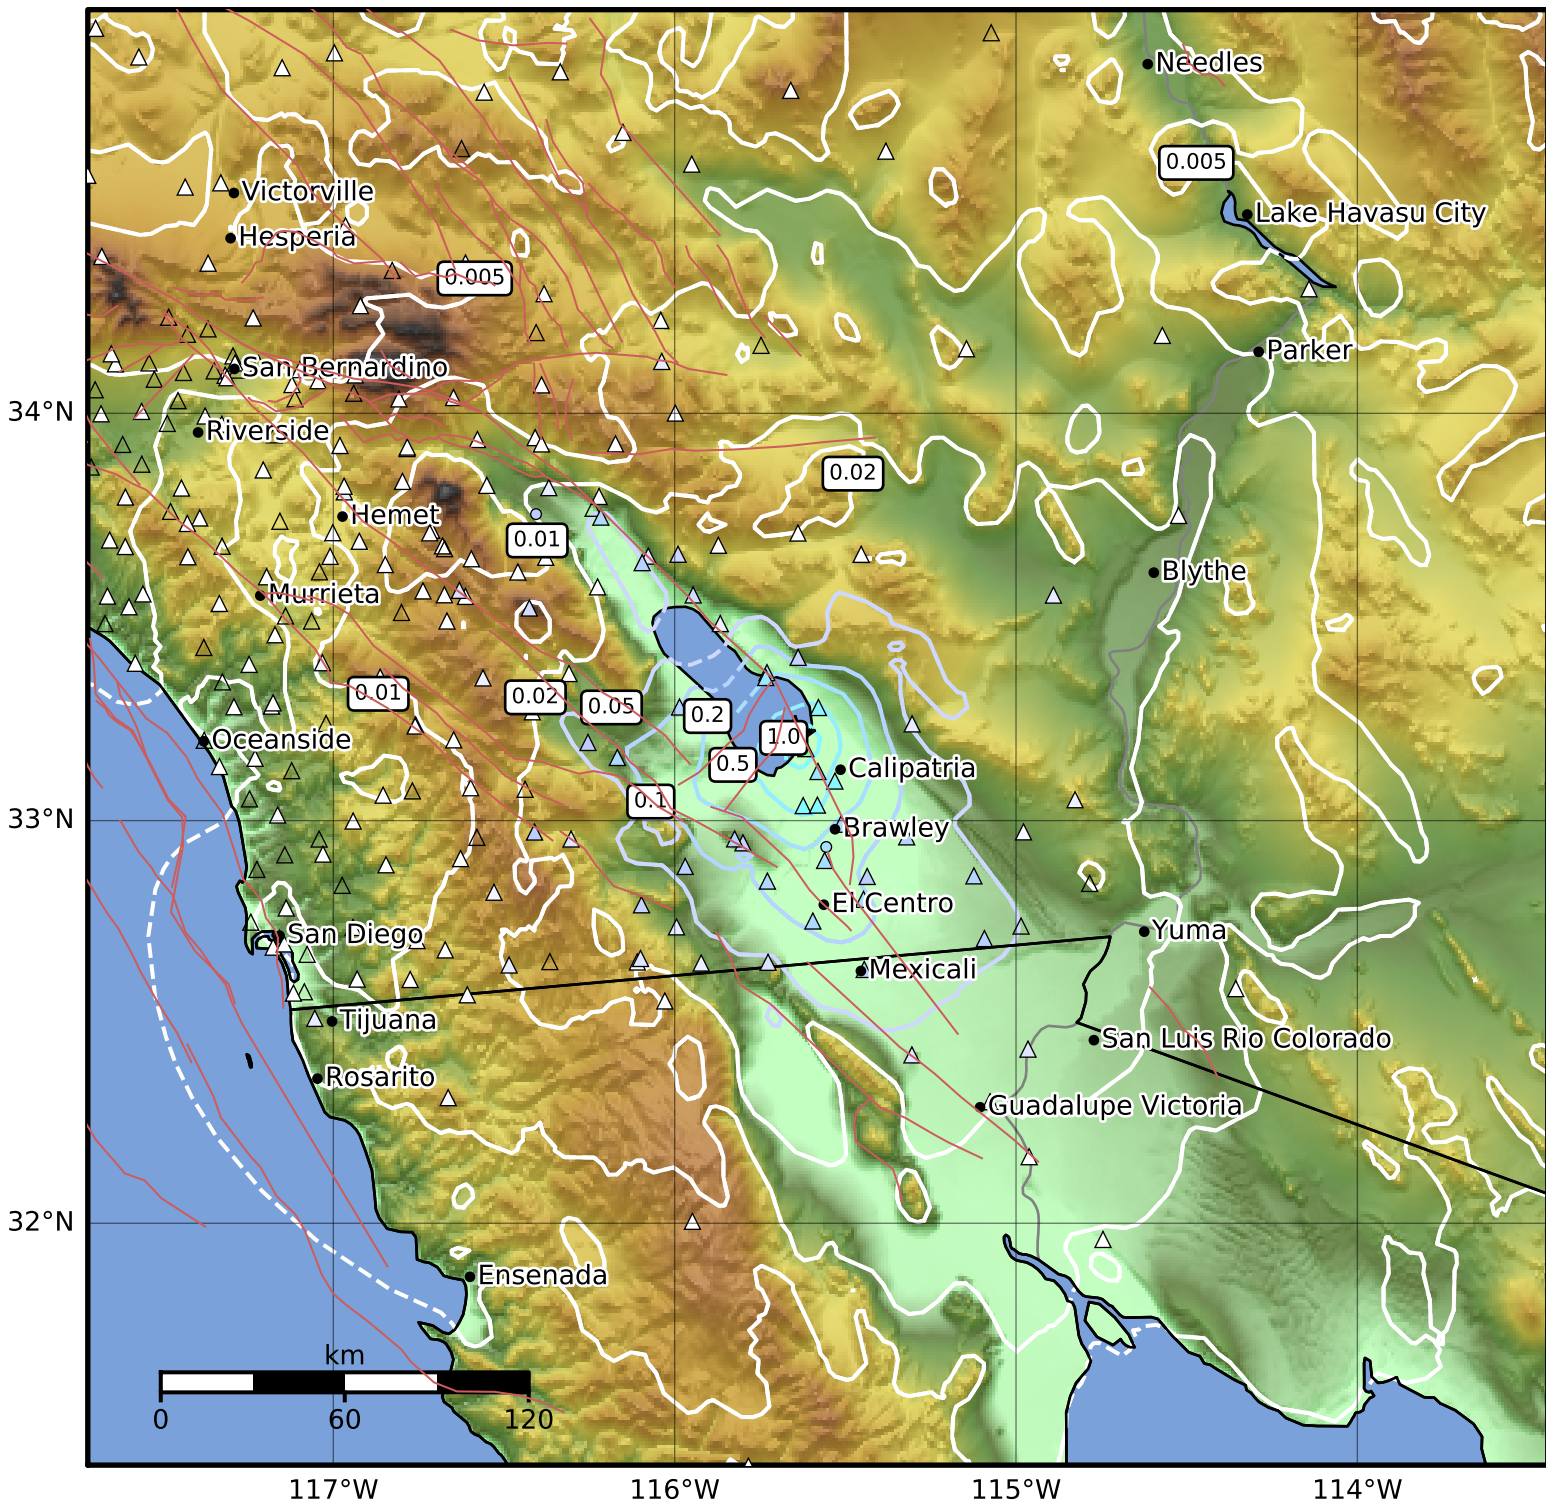 Needles
0.005
Victorville
Lake Havasu City
Hesperia
0.005
Parker
San Bernardino
34°N
Riverside
0.02
Hemet
0.01
Blythe
Murrieta
0.01
0.02
0.05
0.2
1.0
Oceanside
0.5
Calipatria
0.1
33°N
Brawley
El Centro
San Diego
Yuma
Mexicali
Tijuana
San Luis Rio Colorado
Rosarito
Guadalupe Victoria
32°N
Ensenada
km
0 60 120
117°W 116°W 115°W 114°W